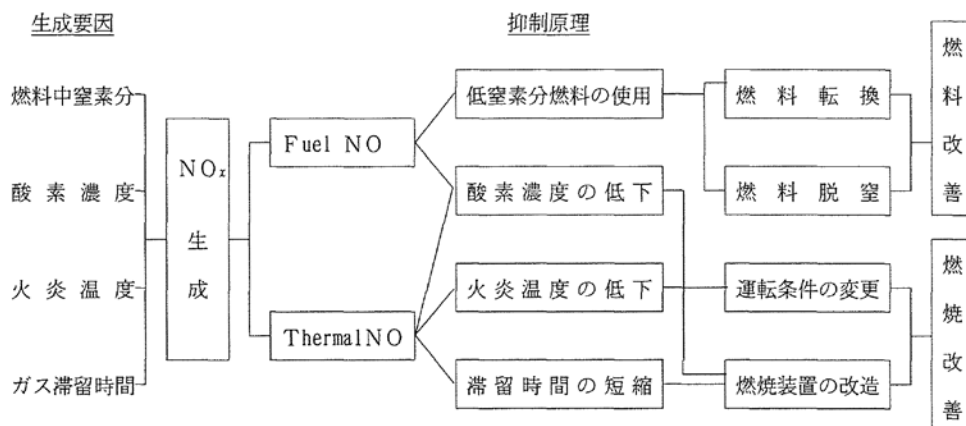 生成要因
抑制原理
燃料中窒素分
酸素濃度
火炎温度
ガス滞留時間
NOx生成
Fuel NO
ThermalNO
低窒素分燃料の使用
酸素濃度の低下
火炎温度の低下
滞留時間の短縮
燃料転換
燃料脱窒
運転条件の変更
燃焼装置の改造
燃料改善
燃焼改善